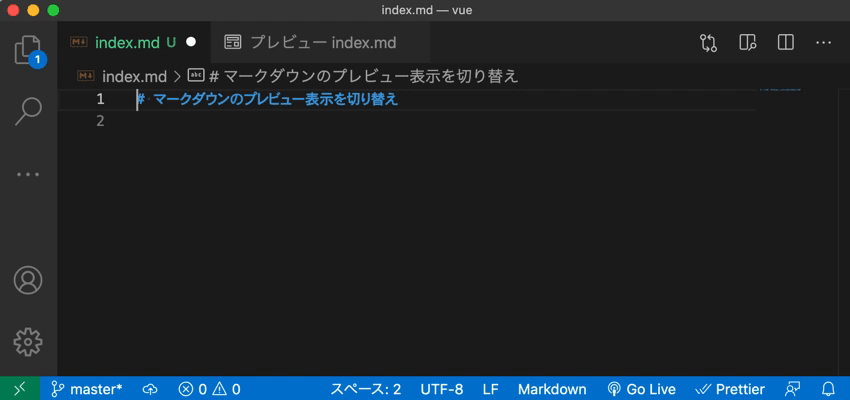 index.md — vue
index.md U プレビュー index.md
index.md > # マークダウンのプレビュー表示を切り替え
1 # マークダウンのプレビュー表示を切り替え
2
1
master* 0 0 スペース: 2 UTF-8 LF Markdown Go Live Prettier